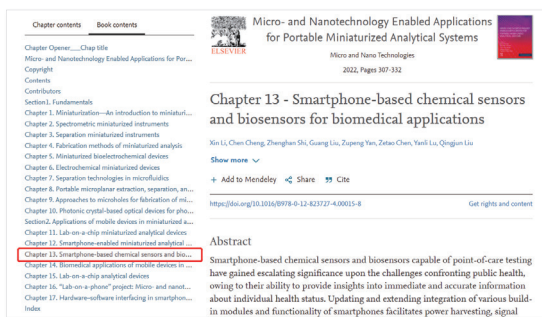 Chapter contents
Book contents
Chapter Opener___Chap title
Micro- and Nanotechnology Enabled Applications for Por...
Copyright
Contents
Contributors
Section1. Fundamentals
Chapter 1. Miniaturization—An introduction to miniaturi...
Chapter 2. Spectrometric miniaturized instruments
Chapter 3. Separation miniaturized instruments
Chapter 4. Fabrication methods of miniaturized analysis
Chapter 5. Miniaturized bioelectrochemical devices
Chapter 6. Electrochemical miniaturized devices
Chapter 7. Separation technologies in microfluidics
Chapter 8. Portable microplanar extraction, separation, an...
Chapter 9. Approaches to microholes for fabrication of mi...
Chapter 10. Photonic crystal-based optical devices for pho...
Section2. Applications of mobile devices in miniaturized a...
Chapter 11. Lab-on-a-chip miniaturized analytical devices
Chapter 12. Smartphone-enabled miniaturized analytical ...
Chapter 13. Smartphone-based chemical sensors and bio...
Chapter 14. Biomedical applications of mobile devices in ...
Chapter 15. Lab-on-a-chip analytical devices
Chapter 16. "Lab-on-a-phone" project: Micro- and nanot...
Chapter 17. Hardware-software interfacing in smartphon...
Index
ELSEVIER
Micro- and Nanotechnology Enabled Applications
for Portable Miniaturized Analytical Systems
Micro and Nano Technologies
2022, Pages 307-332
Chapter 13 - Smartphone-based chemical sensors
and biosensors for biomedical applications
Xin Li, Chen Cheng, Zhenghan Shi, Guang Liu, Zupeng Yan, Zetao Chen, Yanli Lu, Qingjun Liu
Show more
+ Add to Mendeley Share Cite
https://doi.org/10.1016/B978-0-12-823727-4.00015-8
Get rights and content
Abstract
Smartphone-based chemical sensors and biosensors capable of point-of-care testing
have gained escalating significance upon the challenges confronting public health,
owing to their ability to provide insights into immediate and accurate information
about individual health status. Updating and extending integration of various build-
in modules and functionality of smartphones facilitates power harvesting, signal